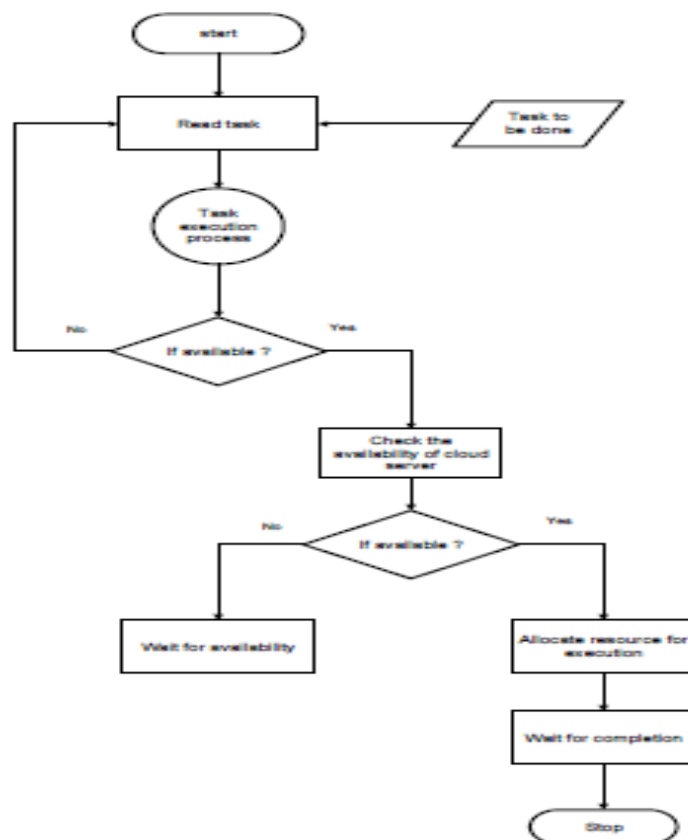 start
Read task
Task to
be done
Task
execution
process
No
Yes
If available ?
Check the
availability of cloud
server
No
Yes
If available ?
Wait for availability
Allocate resource for
execution
Wait for completion
Stop